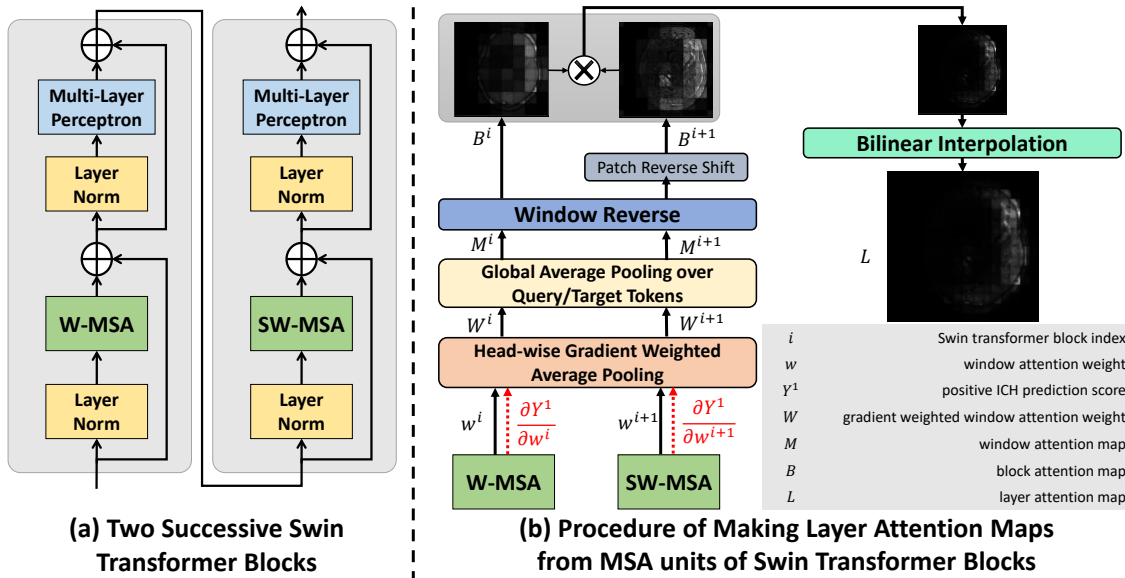 Multi-Layer
Perceptron
Layer
Norm
W-MSA
Layer
Norm
Multi-Layer
Perceptron
Layer
Norm
SW-MSA
Layer
Norm
(a) Two Successive Swin
Transformer Blocks
B^i
B^{i+1}
Patch Reverse Shift
Window Reverse
M^i
M^{i+1}
Global Average Pooling over
Query/Target Tokens
W^i
W^{i+1}
Head-wise Gradient Weighted
Average Pooling
w^i
∂Y^1
∂w^i
w^{i+1}
∂Y^1
∂w^{i+1}
W-MSA
SW-MSA
Bilinear Interpolation
L
i Swin transformer block index
w window attention weight
Y^1 positive ICH prediction score
W gradient weighted window attention weight
M window attention map
B block attention map
L layer attention map
(b) Procedure of Making Layer Attention Maps
from MSA units of Swin Transformer Blocks